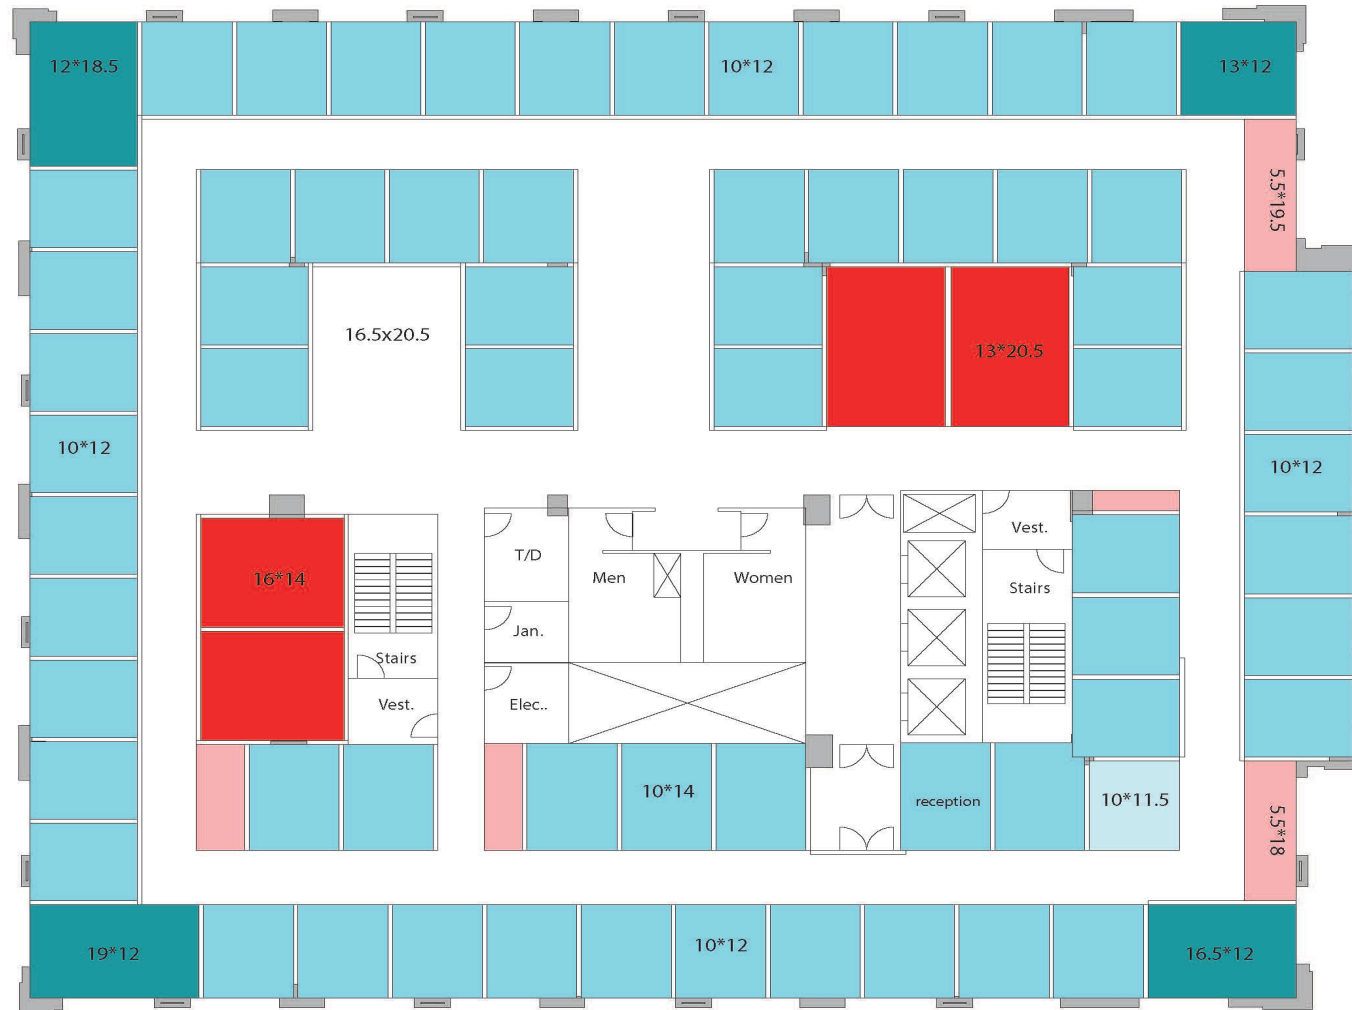 12*18.5
10*12
13*12
5.5*19.5
16.5x20.5
13*20.5
10*12
10*12
16*14
T/D
Men
Women
Vest.
Stairs
Jan.
Stairs
Vest.
Elec..
10*14
reception
10*11.5
5.5*18
19*12
10*12
16.5*12